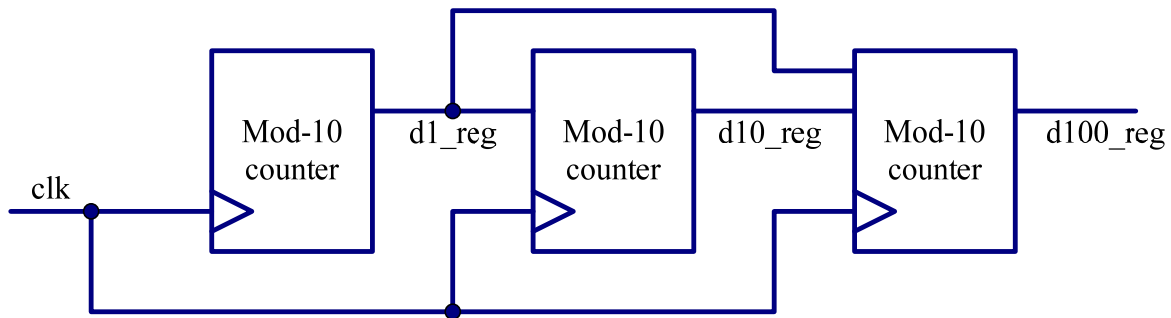 clk
Mod-10
counter
d1_reg
Mod-10
counter
d10_reg
Mod-10
counter
d100_reg